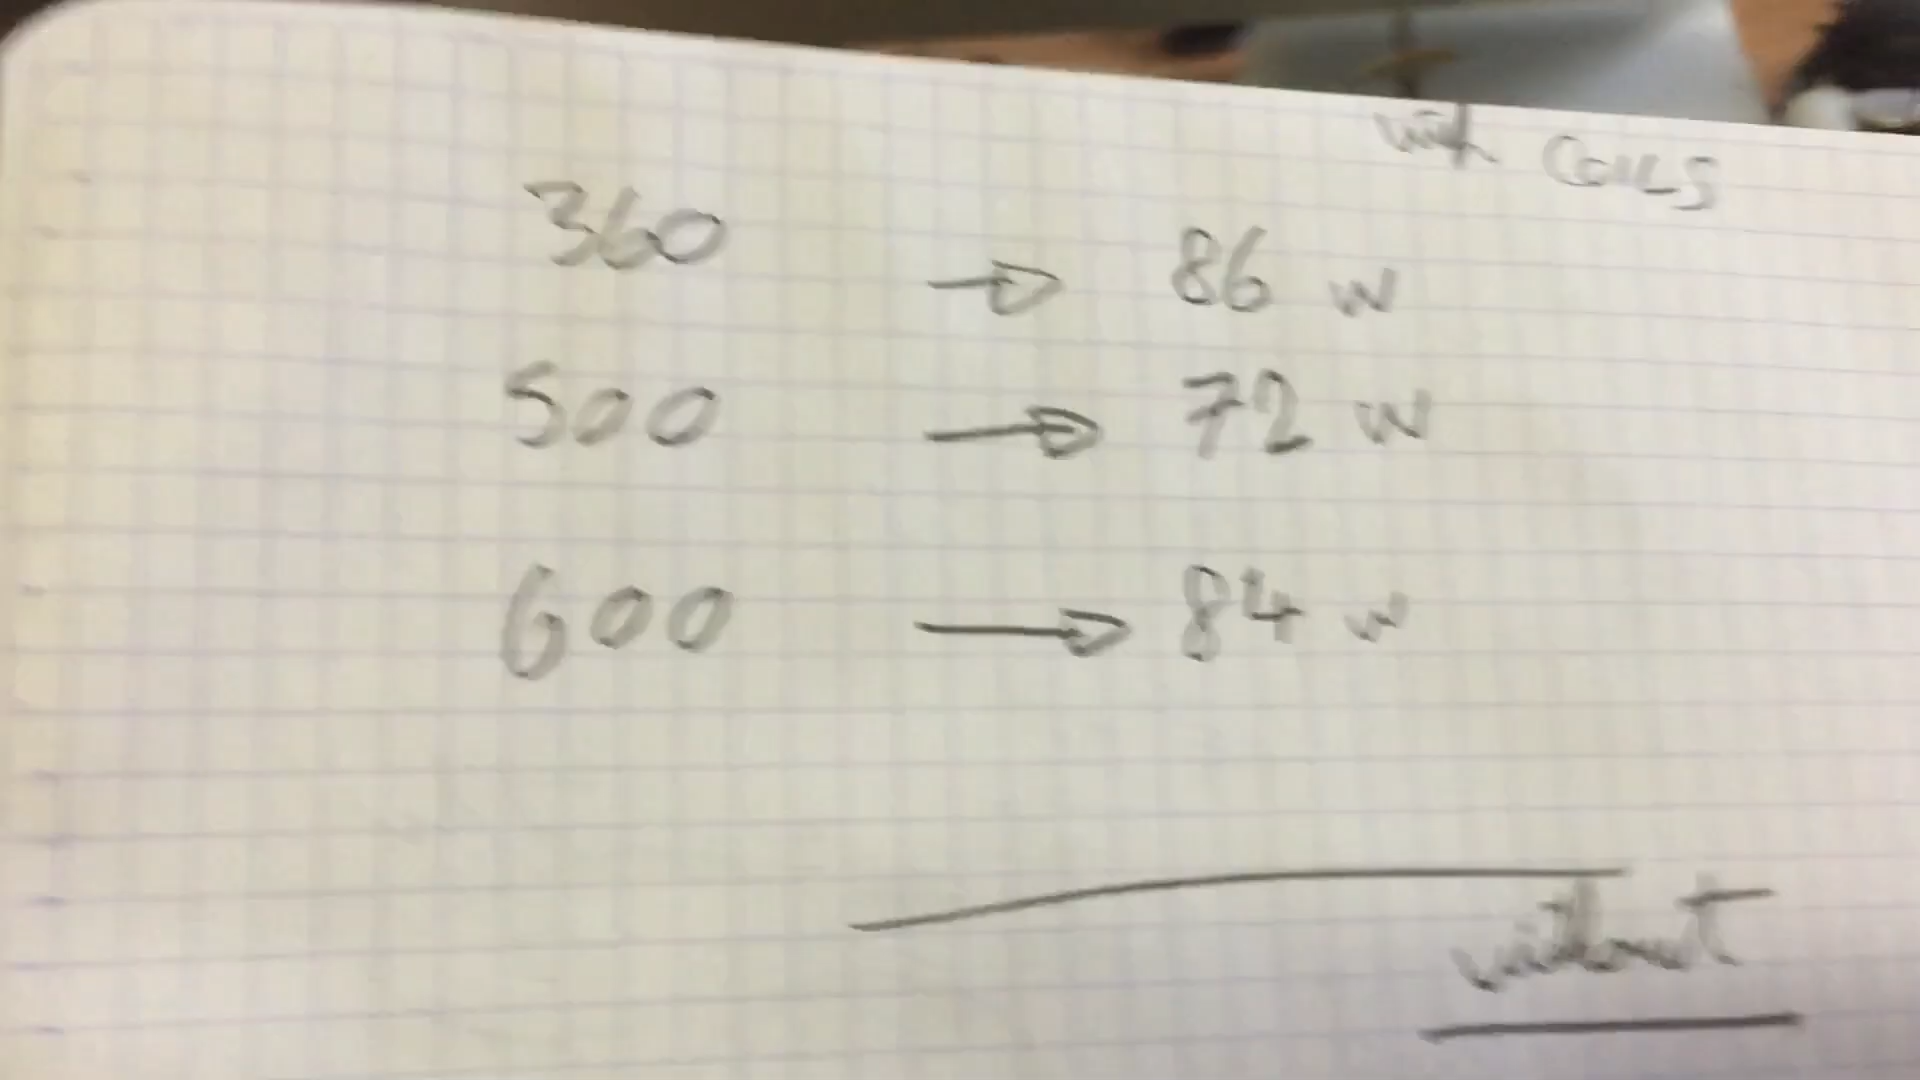 with COILS
360 → 86 w
500 → 72 w
600 → 84 w
without